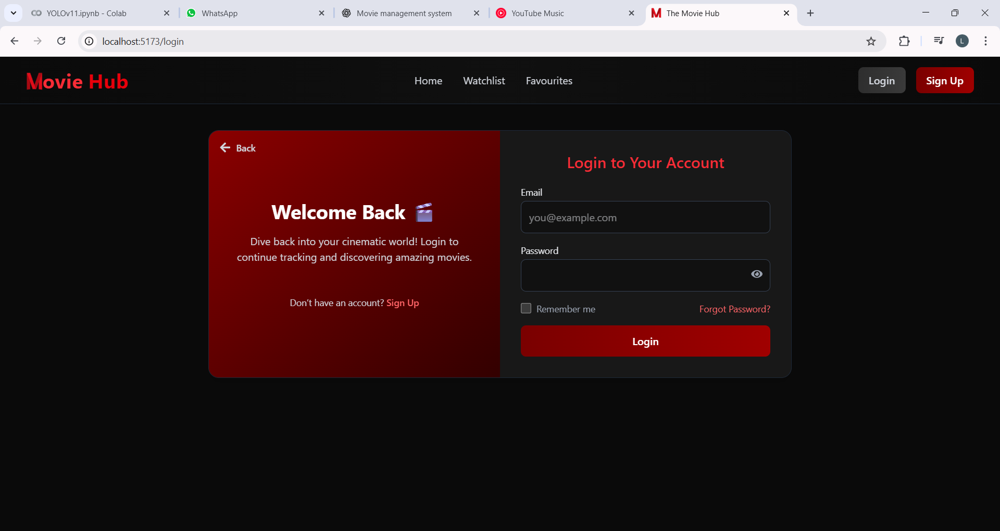 YOLOv11.ipynb - Colab
WhatsApp
Movie management system
YouTube Music
The Movie Hub
localhost:5173/login
L
Movie Hub
Home
Watchlist
Favourites
Login
Sign Up
Back
Welcome Back
Dive back into your cinematic world! Login to
continue tracking and discovering amazing movies.
Don’t have an account? Sign Up
Login to Your Account
Email
you@example.com
Password
Remember me
Forgot Password?
Login